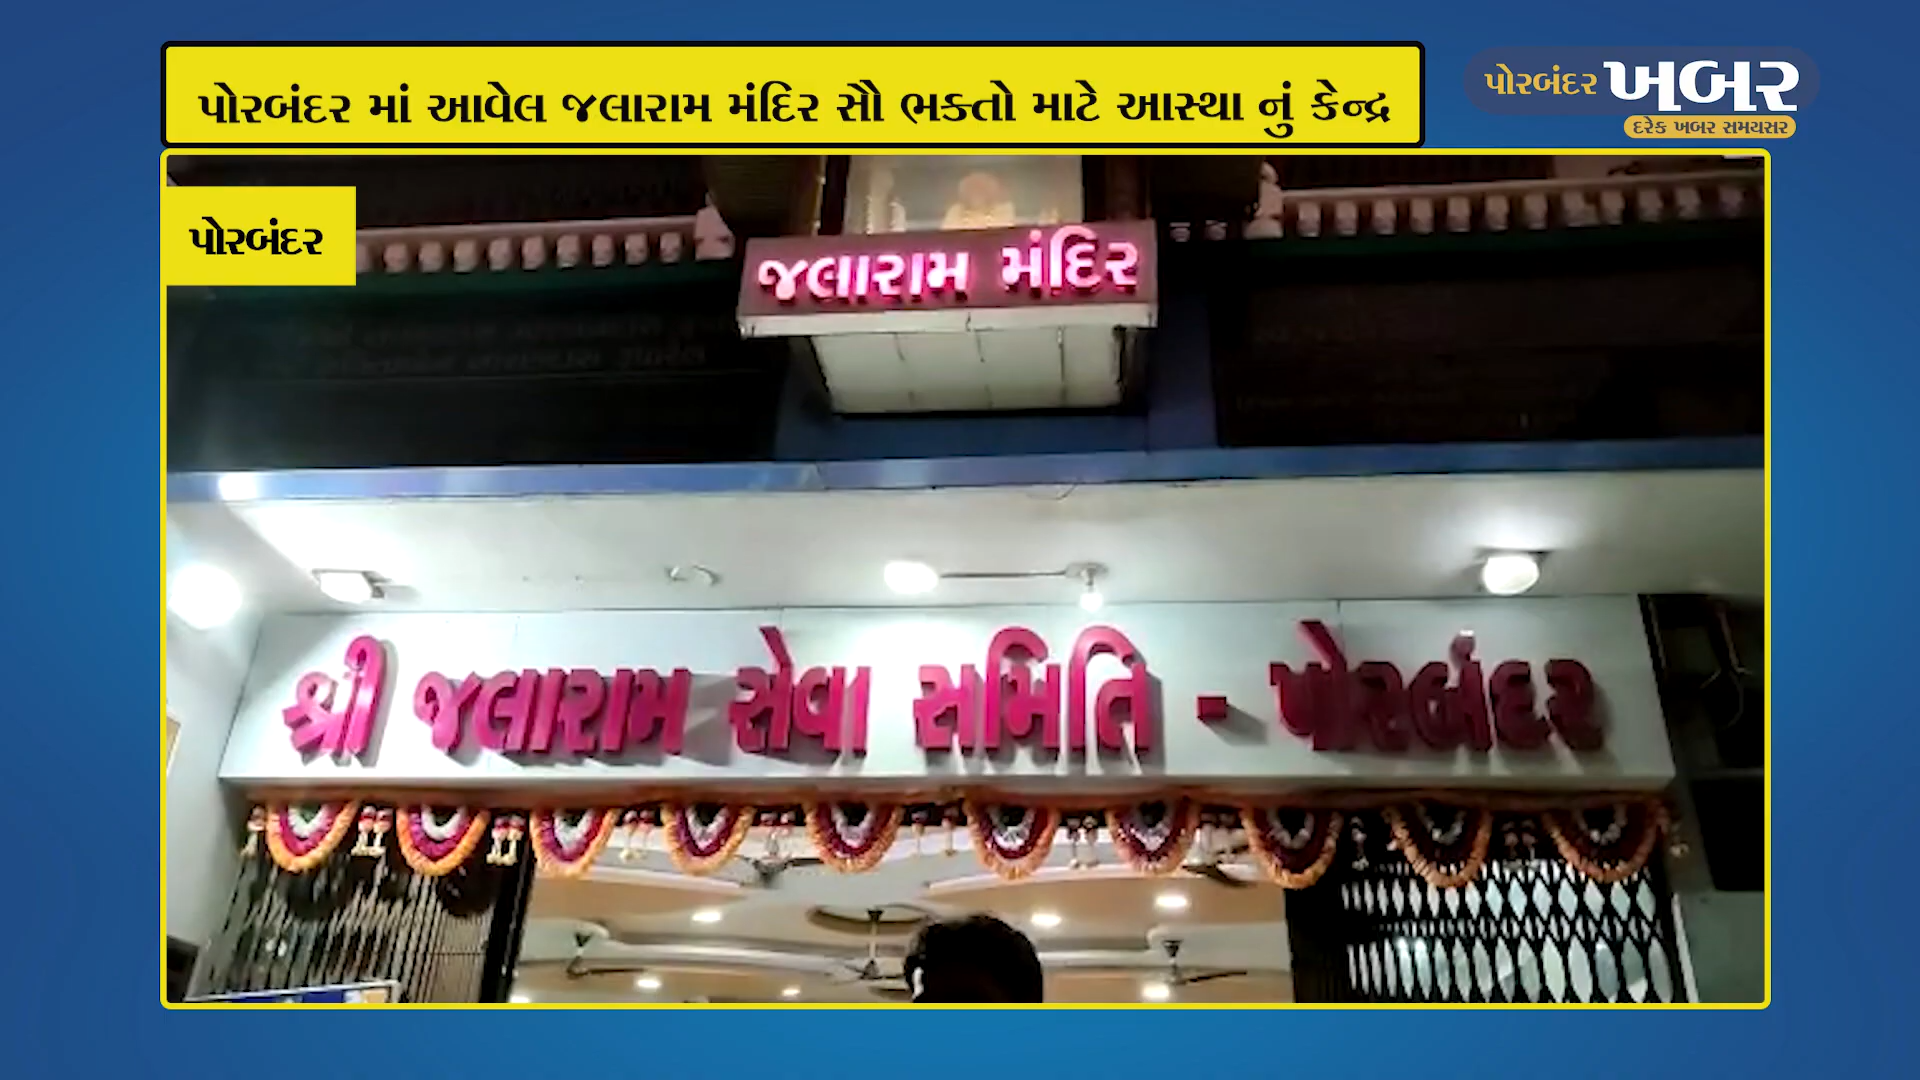 પોરબંદર માં આવેલ જલારામ મંદિર સૌ ભક્તો માટે આસ્થા નું કેન્દ્ર
પોરબંદર ખબર
દરેક ખબર સમયસર
પોરબંદર
જલારામ મંદિર
શ્રી જલારામ સેવા સમિતિ - પોરબંદર